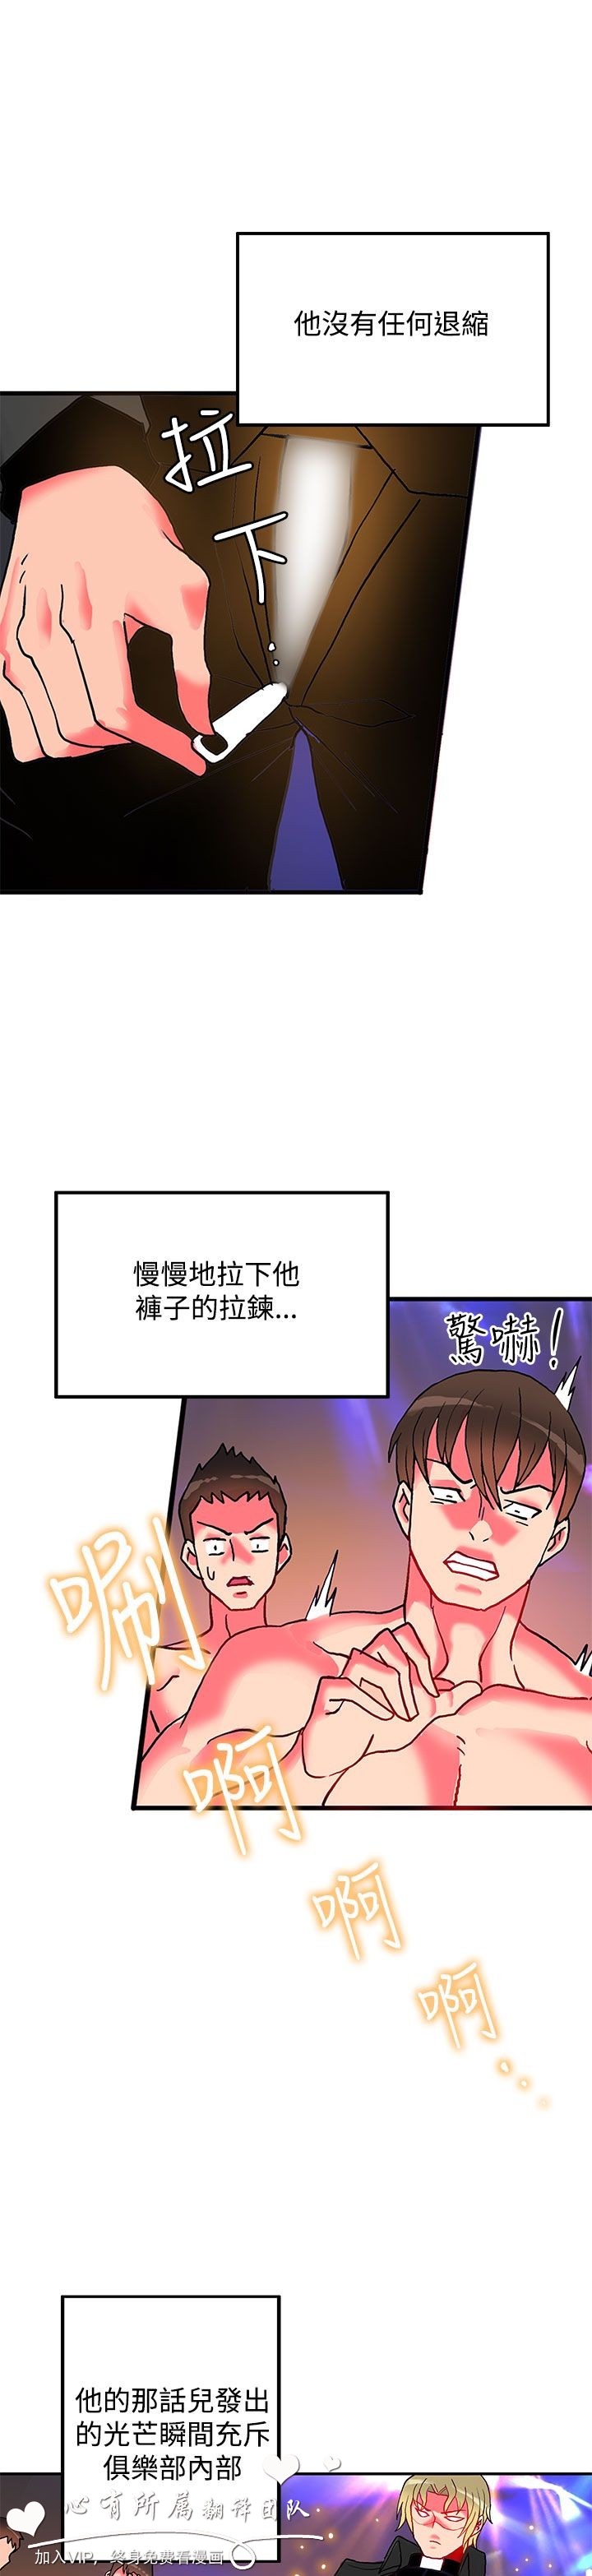 他沒有任何退縮
拉
下
…
慢慢地拉下他
褲子的拉鍊…
驚嚇！
唰
啊
啊
啊…
他的那話兒發出
的光芒瞬間充斥
俱樂部內部
心有所属翻译团队
加入VIP，终身免费看漫画